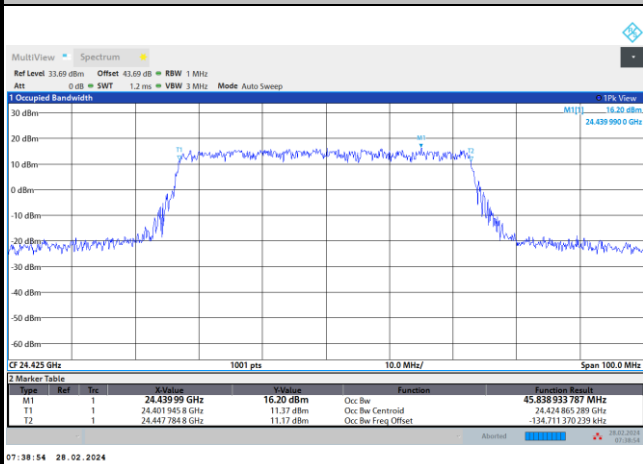 MultiView Spectrum
Ref Level 33.69 dBm Offset 43.69 dB RBW 1 MHz
Att 0 dB SWT 1.2 ms VBW 3 MHz Mode Auto Sweep
1 Occupied Bandwidth 1Pk View
M1[1] 16.20 dBm
24.439 990 0 GHz
30 dBm
20 dBm
10 dBm
0 dBm
-10 dBm
-20 dBm
-30 dBm
-40 dBm
-50 dBm
-60 dBm
T1
M1
T2
CF 24.425 GHz 1001 pts 10.0 MHz/ Span 100.0 MHz
2 Marker Table
Type Ref Trc X-Value Y-Value Function Function Result
M1 1 24.439 99 GHz 16.20 dBm Occ Bw 45.838 933 787 MHz
T1 1 24.401 945 8 GHz 11.37 dBm Occ Bw Centroid 24.424 865 289 GHz
T2 1 24.447 784 8 GHz 11.17 dBm Occ Bw Freq Offset -134.711 370 239 kHz
Aborted 28.02.2024
07:38:54
07:38:54 28.02.2024